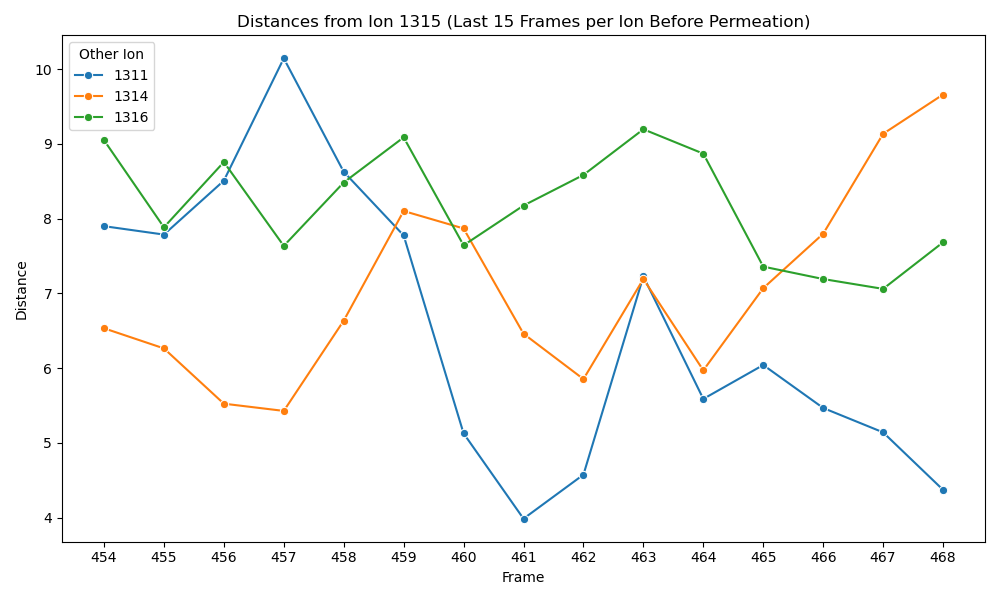 Distances from Ion 1315 (Last 15 Frames per Ion Before Permeation)
Other Ion
1311
1314
1316
Distance
10
9
8
7
6
5
4
454 455 456 457 458 459 460 461 462 463 464 465 466 467 468
Frame